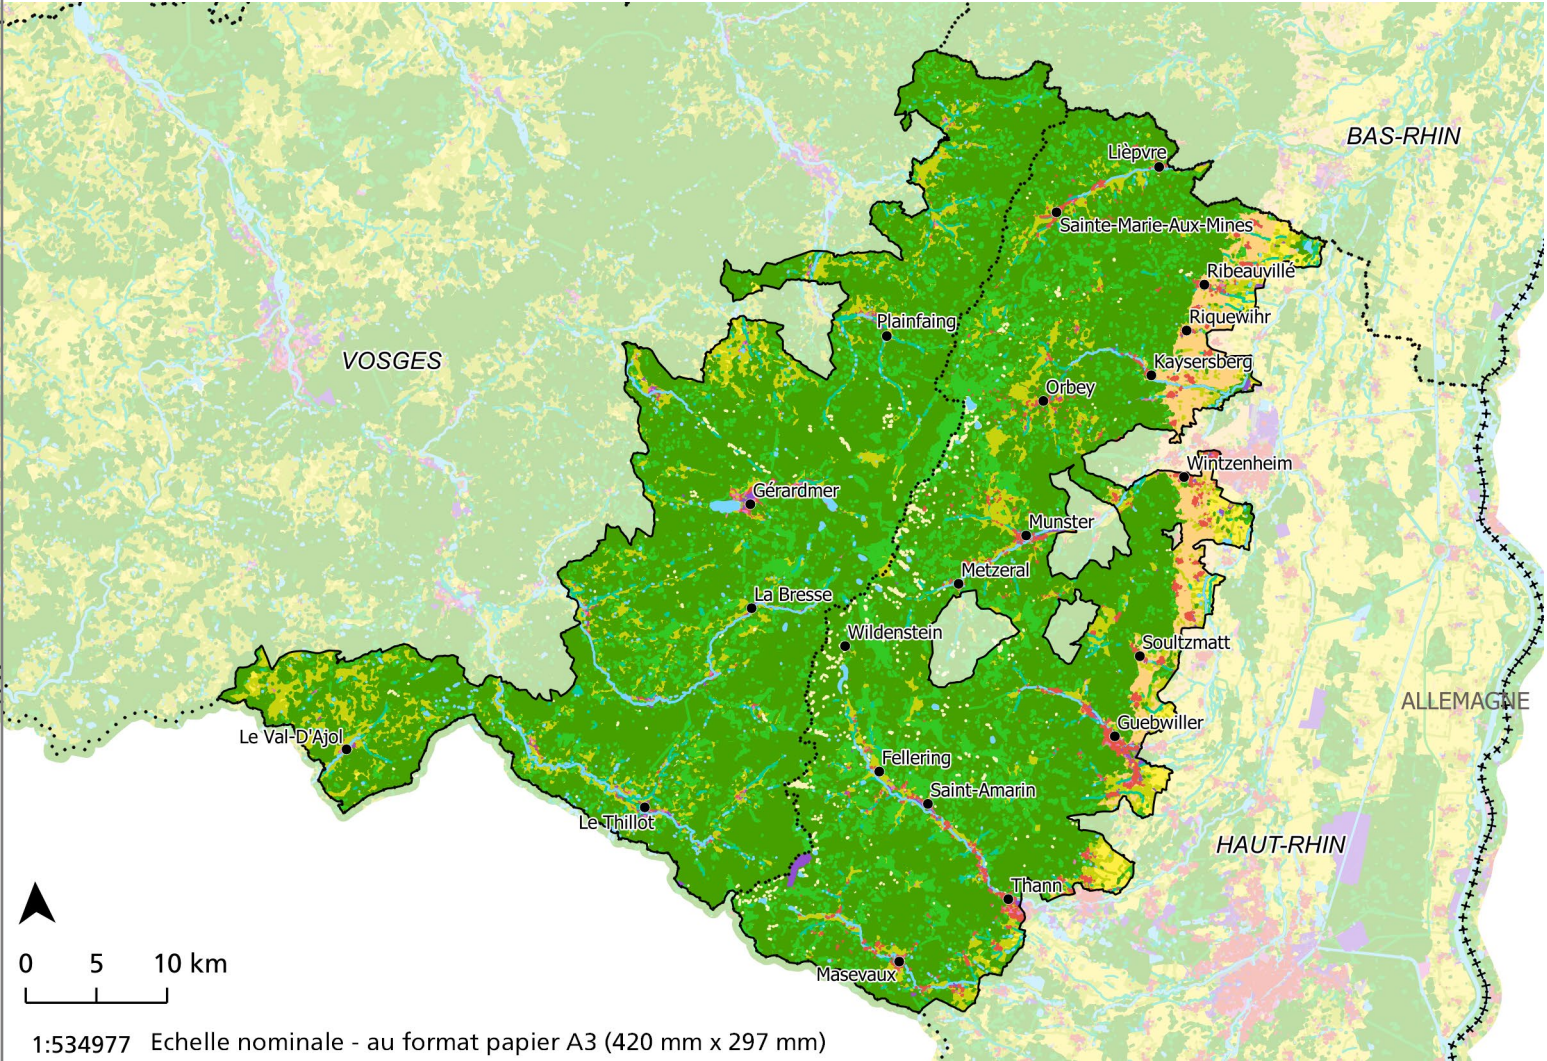 BAS-RHIN
Lièpvre
Sainte-Marie-Aux-Mines
Ribeauvillé
Riquewihr
Plainfaing
VOSGES
Kaysersberg
Orbey
Wintzenheim
Gérardmer
Munster
Metzeral
La Bresse
Wildenstein
Soultzmatt
ALLEMAGNE
Guebwiller
Le Val-D'Ajol
Fellering
Saint-Amarin
Le Thillot
HAUT-RHIN
Thann
Masevaux
0 5 10 km
1:534977 Echelle nominale - au format papier A3 (420 mm x 297 mm)